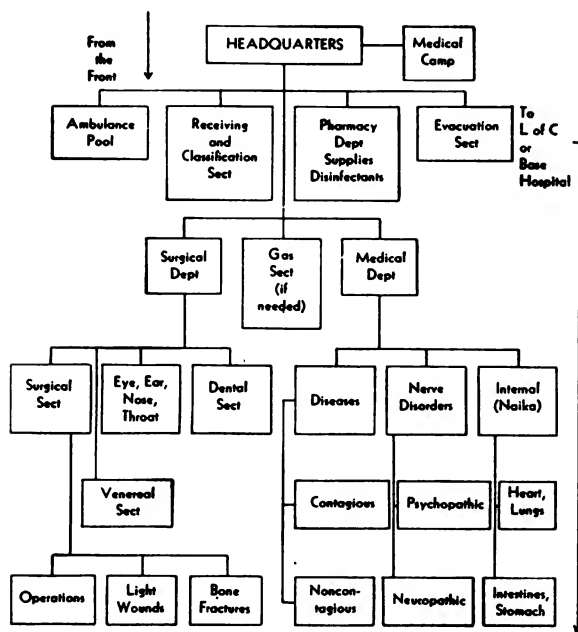 From
the
Front
HEADQUARTERS
Medical
Camp
Ambulance
Pool
Receiving
and
Classification
Sect
Pharmacy
Dept
Supplies
Disinfectants
Evacuation
Sect
To
L of C
or
Base
Hospital
Surgical
Dept
Gas
Sect
(if
needed)
Medical
Dept
Surgical
Sect
Eye, Ear,
Nose,
Throat
Dental
Sect
Diseases
Nerve
Disorders
Internal
(Naika)
Venereal
Sect
Contagious
Psychopathic
Heart,
Lungs
Operations
Light
Wounds
Bone
Fractures
Noncon-
tagious
Neuropathic
Intestines,
Stomach